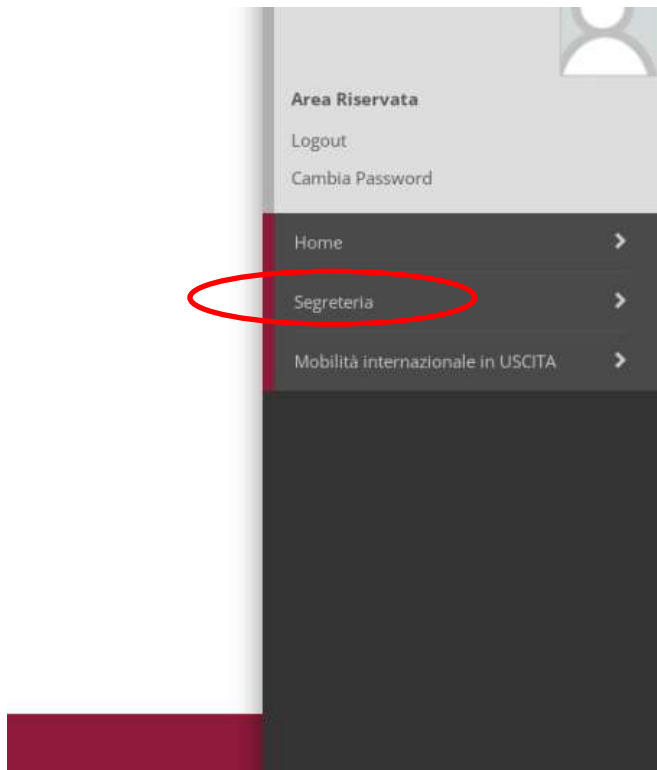 Area Riservata
Logout
Cambia Password
Home
Segreteria
Mobilità internazionale in USCITA